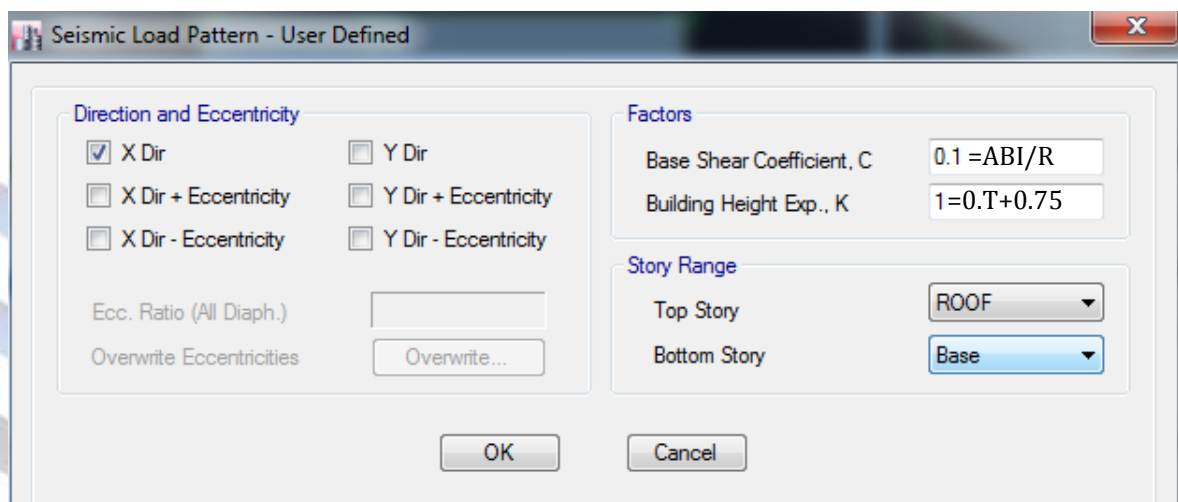 Seismic Load Pattern - User Defined
Direction and Eccentricity
X Dir
Y Dir
X Dir + Eccentricity
Y Dir + Eccentricity
X Dir - Eccentricity
Y Dir - Eccentricity
Ecc. Ratio (All Diaph.)
Overwrite Eccentricities
Overwrite...
Factors
Base Shear Coefficient, C
0.1 =ABI/R
Building Height Exp., K
1=0.T+0.75
Story Range
Top Story
ROOF
Bottom Story
Base
OK
Cancel